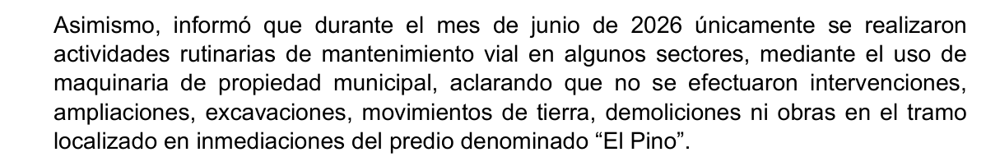 Asimismo, informó que durante el mes de junio de 2026 únicamente se realizaron
actividades rutinarias de mantenimiento vial en algunos sectores, mediante el uso de
maquinaria de propiedad municipal, aclarando que no se efectuaron intervenciones,
ampliaciones, excavaciones, movimientos de tierra, demoliciones ni obras en el tramo
localizado en inmediaciones del predio denominado “El Pino”.